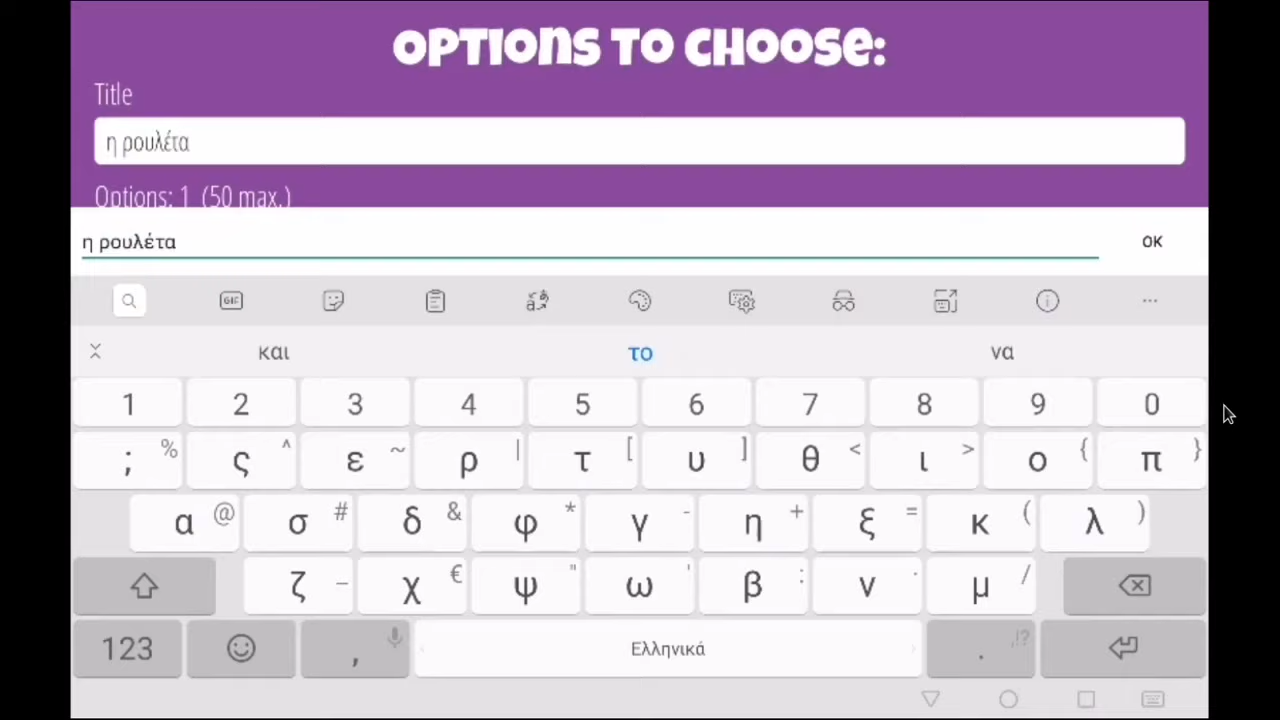 OPTIONS TO CHOOSE:
Title
η ρουλέτα
Options: 1 (50 max.)
η ρουλέτα
OK
GIF
και το να
1 2 3 4 5 6 7 8 9 0
; % ς ^ ε ~ ρ | τ [ υ ] θ < ι > ο { π }
α @ σ # δ & φ * γ - η + ξ = κ ( λ )
ζ _ χ € ψ " ω ' β : ν · μ /
123 , Ελληνικά . ,!?